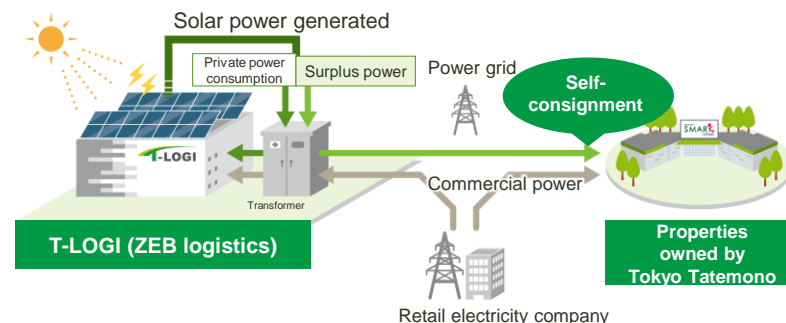 Solar power generated
Private power
consumption
Surplus power
Power grid
Self-
consignment
SMARK
T-LOGI
Commercial power
Transformer
T-LOGI (ZEB logistics)
Properties
owned by
Tokyo Tatemono
Retail electricity company